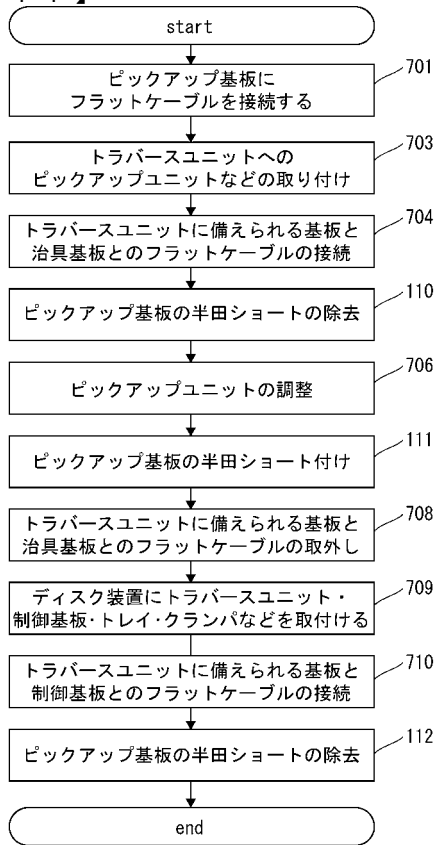 start
ピックアップ基板に
フラットケーブルを接続する
701
トラバースユニットへの
ピックアップユニットなどの取り付け
703
トラバースユニットに備えられる基板と
治具基板とのフラットケーブルの接続
704
ピックアップ基板の半田ショートの除去
110
ピックアップユニットの調整
706
ピックアップ基板の半田ショート付け
111
トラバースユニットに備えられる基板と
治具基板とのフラットケーブルの取外し
708
ディスク装置にトラバースユニット・
制御基板・トレイ・クランパなどを取付ける
709
トラバースユニットに備えられる基板と
制御基板とのフラットケーブルの接続
710
ピックアップ基板の半田ショートの除去
112
end